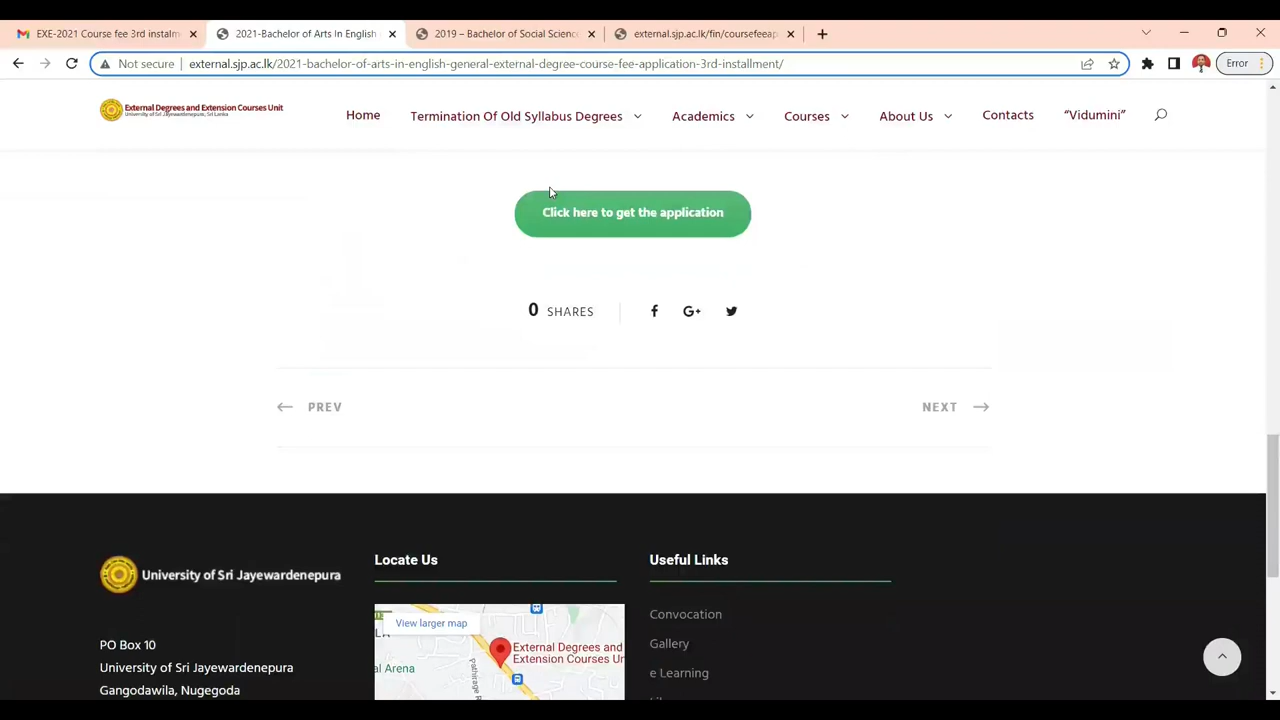 EXE-2021 Course fee 3rd instalm
2021-Bachelor of Arts In English
2019 – Bachelor of Social Science
external.sjp.ac.lk/fin/coursefeeap
Not secure
external.sjp.ac.lk/2021-bachelor-of-arts-in-english-general-external-degree-course-fee-application-3rd-installment/
Error
External Degrees and Extension Courses Unit
University of Sri Jayewardenepura, Sri Lanka
Home
Termination Of Old Syllabus Degrees
Academics
Courses
About Us
Contacts
“Vidumini”
Click here to get the application
0 SHARES
PREV
NEXT
University of Sri Jayewardenepura
Locate Us
Useful Links
PO Box 10
University of Sri Jayewardenepura
Gangodawila, Nugegoda
View larger map
External Degrees and
Extension Courses Un
al Arena
Convocation
Gallery
e Learning